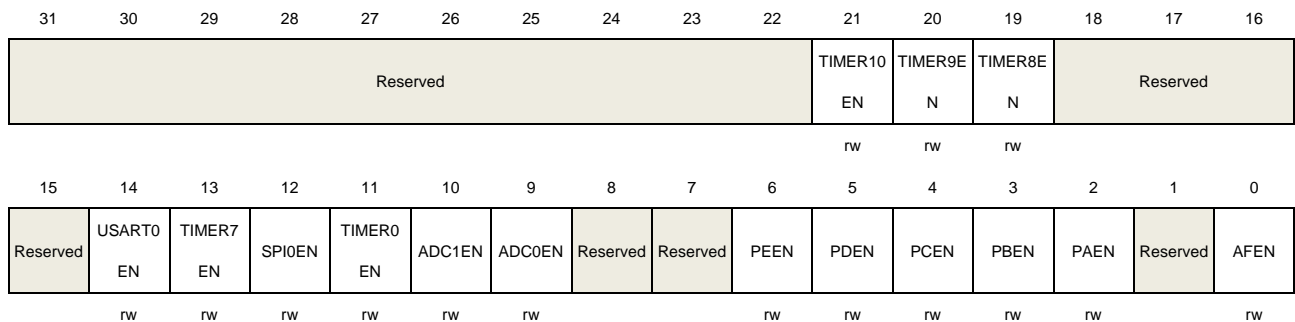 31 30 29 28 27 26 25 24 23 22 21 20 19 18 17 16
Reserved TIMER10 EN TIMER9E N TIMER8E N Reserved
rw rw rw
15 14 13 12 11 10 9 8 7 6 5 4 3 2 1 0
Reserved USART0 EN TIMER7 EN SPI0EN TIMER0 EN ADC1EN ADC0EN Reserved Reserved PEEN PDEN PCEN PBEN PAEN Reserved AFEN
rw rw rw rw rw rw rw rw rw rw rw rw